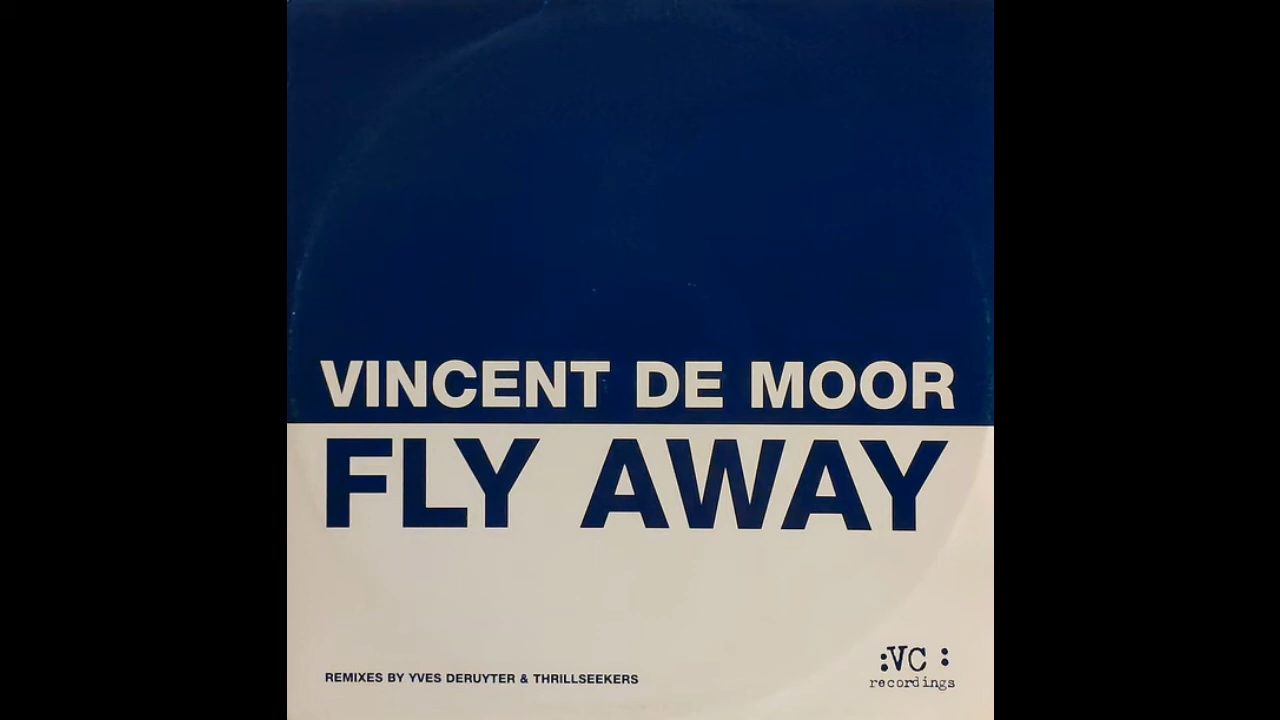 VINCENT DE MOOR
FLY AWAY
REMIXES BY YVES DERUYTER & THRILLSEEKERS
:VC :
recordings